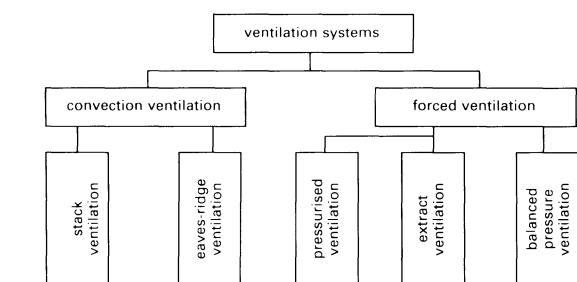 ventilation systems
convection ventilation
forced ventilation
stack
ventilation
eaves-ridge
ventilation
pressurised
ventilation
extract
ventilation
balanced
pressure
ventilation